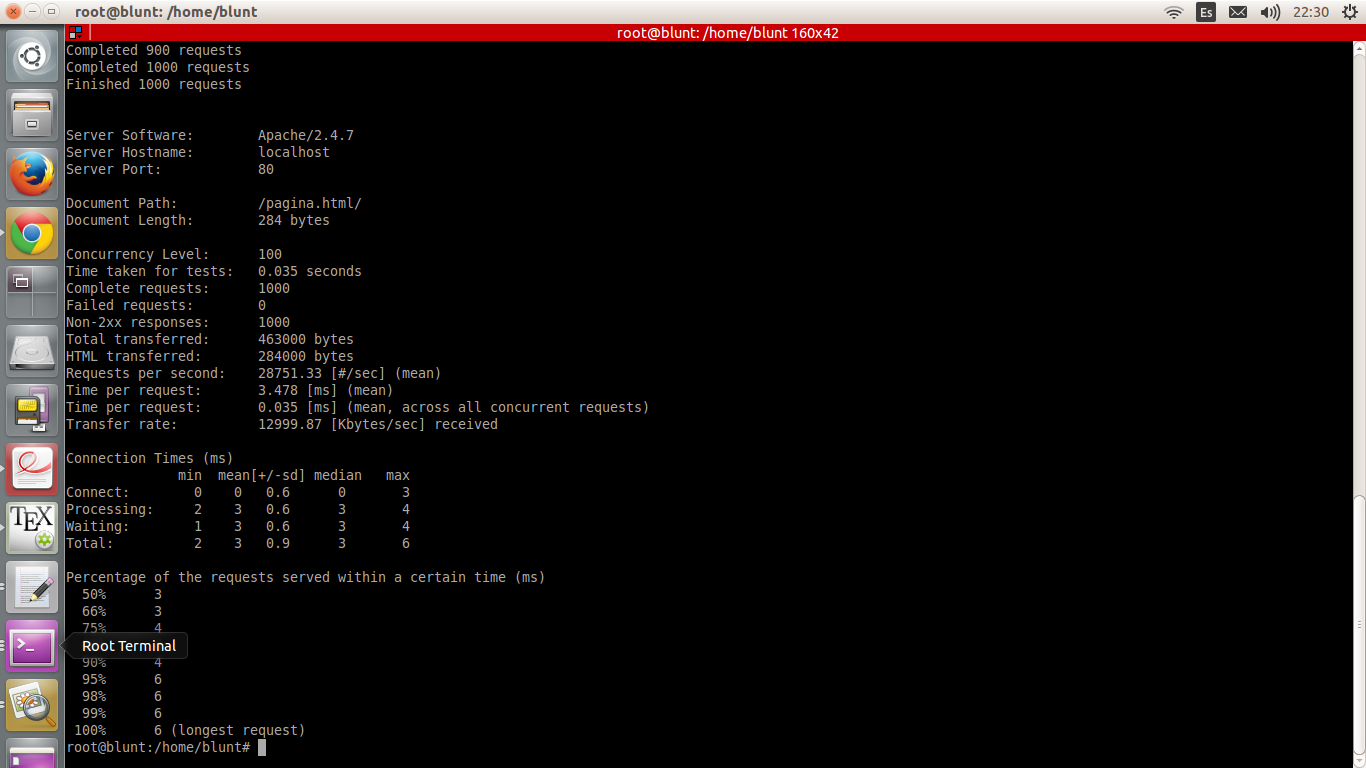 root@blunt: /home/blunt
Es
22:30
root@blunt: /home/blunt 160x42
Completed 900 requests
Completed 1000 requests
Finished 1000 requests
Server Software:        Apache/2.4.7
Server Hostname:        localhost
Server Port:            80
Document Path:          /pagina.html/
Document Length:        284 bytes
Concurrency Level:      100
Time taken for tests:   0.035 seconds
Complete requests:      1000
Failed requests:        0
Non-2xx responses:      1000
Total transferred:      463000 bytes
HTML transferred:       284000 bytes
Requests per second:    28751.33 [#/sec] (mean)
Time per request:       3.478 [ms] (mean)
Time per request:       0.035 [ms] (mean, across all concurrent requests)
Transfer rate:          12999.87 [Kbytes/sec] received
Connection Times (ms)
              min  mean[+/-sd] median   max
Connect:        0    0   0.6      0       3
Processing:     2    3   0.6      3       4
Waiting:        1    3   0.6      3       4
Total:          2    3   0.9      3       6
Percentage of the requests served within a certain time (ms)
  50%      3
  66%      3
  75%      4
Root Terminal
  90%      4
  95%      6
  98%      6
  99%      6
 100%      6 (longest request)
root@blunt:/home/blunt#
TEX